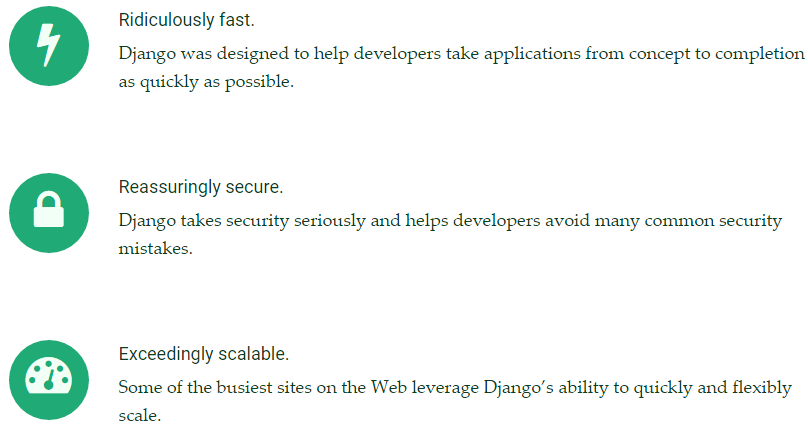 Ridiculously fast.
Django was designed to help developers take applications from concept to completion
as quickly as possible.
Reassuringly secure.
Django takes security seriously and helps developers avoid many common security
mistakes.
Exceedingly scalable.
Some of the busiest sites on the Web leverage Django’s ability to quickly and flexibly
scale.